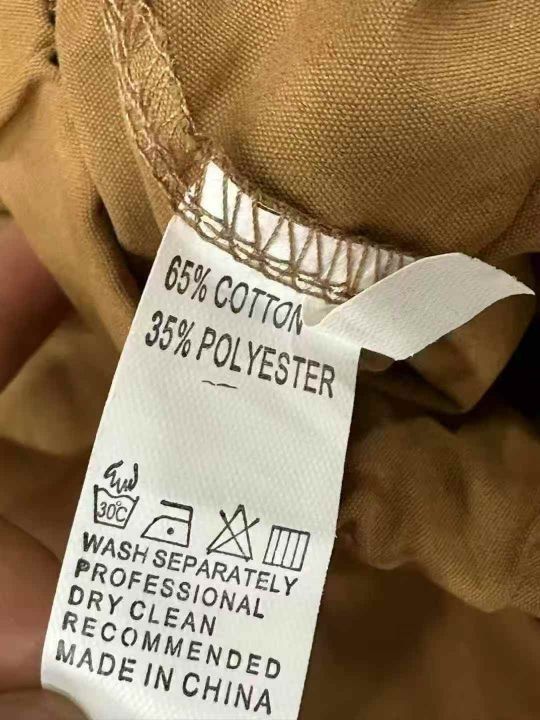 65% COTTON
35% POLYESTER
30°C
WASH SEPARATELY
PROFESSIONAL
DRY CLEAN
RECOMMENDED
MADE IN CHINA